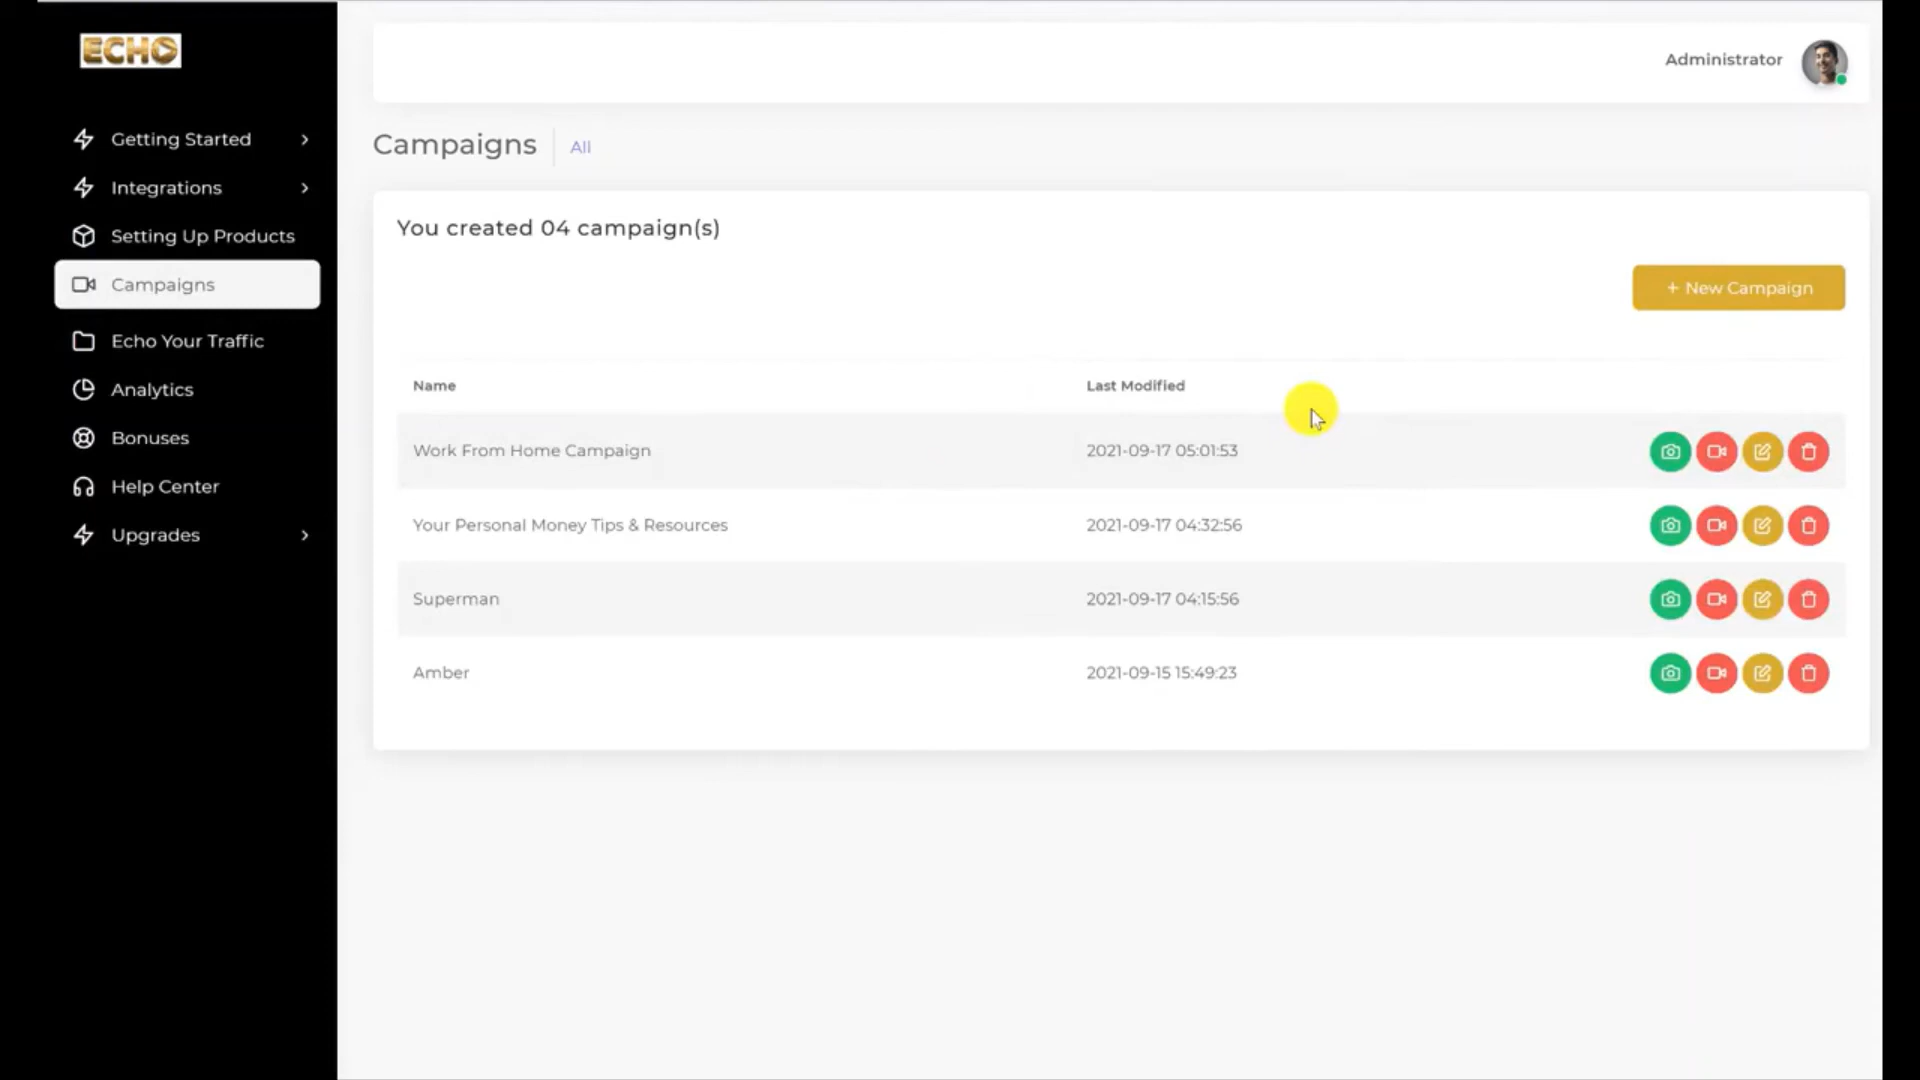 ECHO
Administrator
Getting Started
Integrations
Setting Up Products
Campaigns
Echo Your Traffic
Analytics
Bonuses
Help Center
Upgrades
Campaigns
All
You created 04 campaign(s)
+ New Campaign
Name Last Modified
Work From Home Campaign 2021-09-17 05:01:53
Your Personal Money Tips & Resources 2021-09-17 04:32:56
Superman 2021-09-17 04:15:56
Amber 2021-09-15 15:49:23